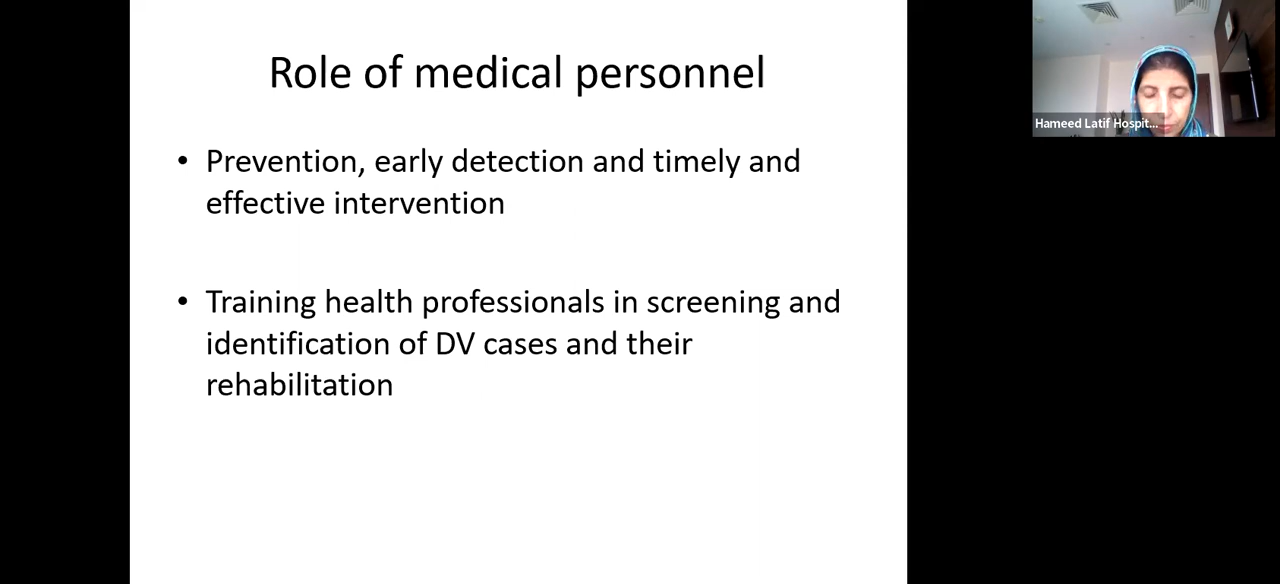 Role of medical personnel
• Prevention, early detection and timely and
effective intervention
• Training health professionals in screening and
identification of DV cases and their
rehabilitation
Hameed Latif Hospit...